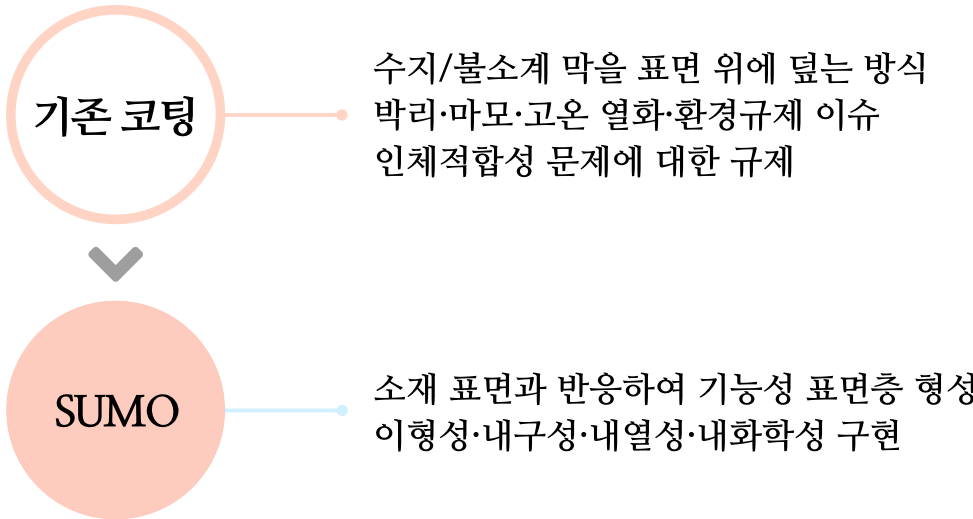 기존 코팅
수지/불소계 막을 표면 위에 덮는 방식
박리·마모·고온 열화·환경규제 이슈
인체적합성 문제에 대한 규제
SUMO
소재 표면과 반응하여 기능성 표면층 형성
이형성·내구성·내열성·내화학성 구현